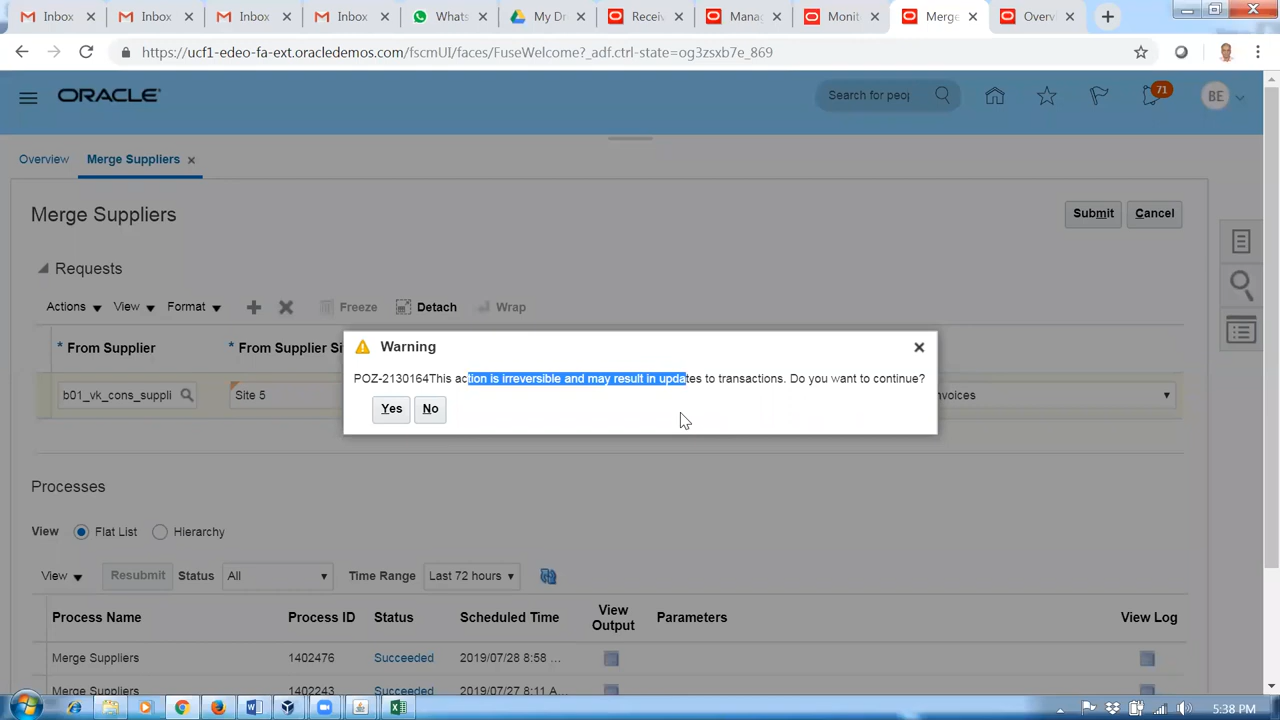 Inbox
Inbox
Inbox
Inbox
Whats
My D
Receiv
Manag
Monit
Merge
Overv
https://ucf1-edeo-fa-ext.oracledemos.com/fscmUI/faces/FuseWelcome?_adf.ctrl-state=og3zsxb7e_869
ORACLE
Search for peop
71
BE
Overview
Merge Suppliers
Merge Suppliers
Submit
Cancel
Requests
Actions
View
Format
Freeze
Detach
Wrap
* From Supplier
* From Supplier Si
b01_vk_cons_suppli
Site 5
nvoices
Warning
POZ-2130164This action is irreversible and may result in updates to transactions. Do you want to continue?
Yes
No
Processes
View
Flat List
Hierarchy
View
Resubmit
Status
All
Time Range
Last 72 hours
Process Name
Process ID
Status
Scheduled Time
View Output
Parameters
View Log
Merge Suppliers
1402476
Succeeded
2019/07/28 8:58 ...
Merge Suppliers
1402243
Succeeded
2019/07/27 8:11 A...
5:38 PM